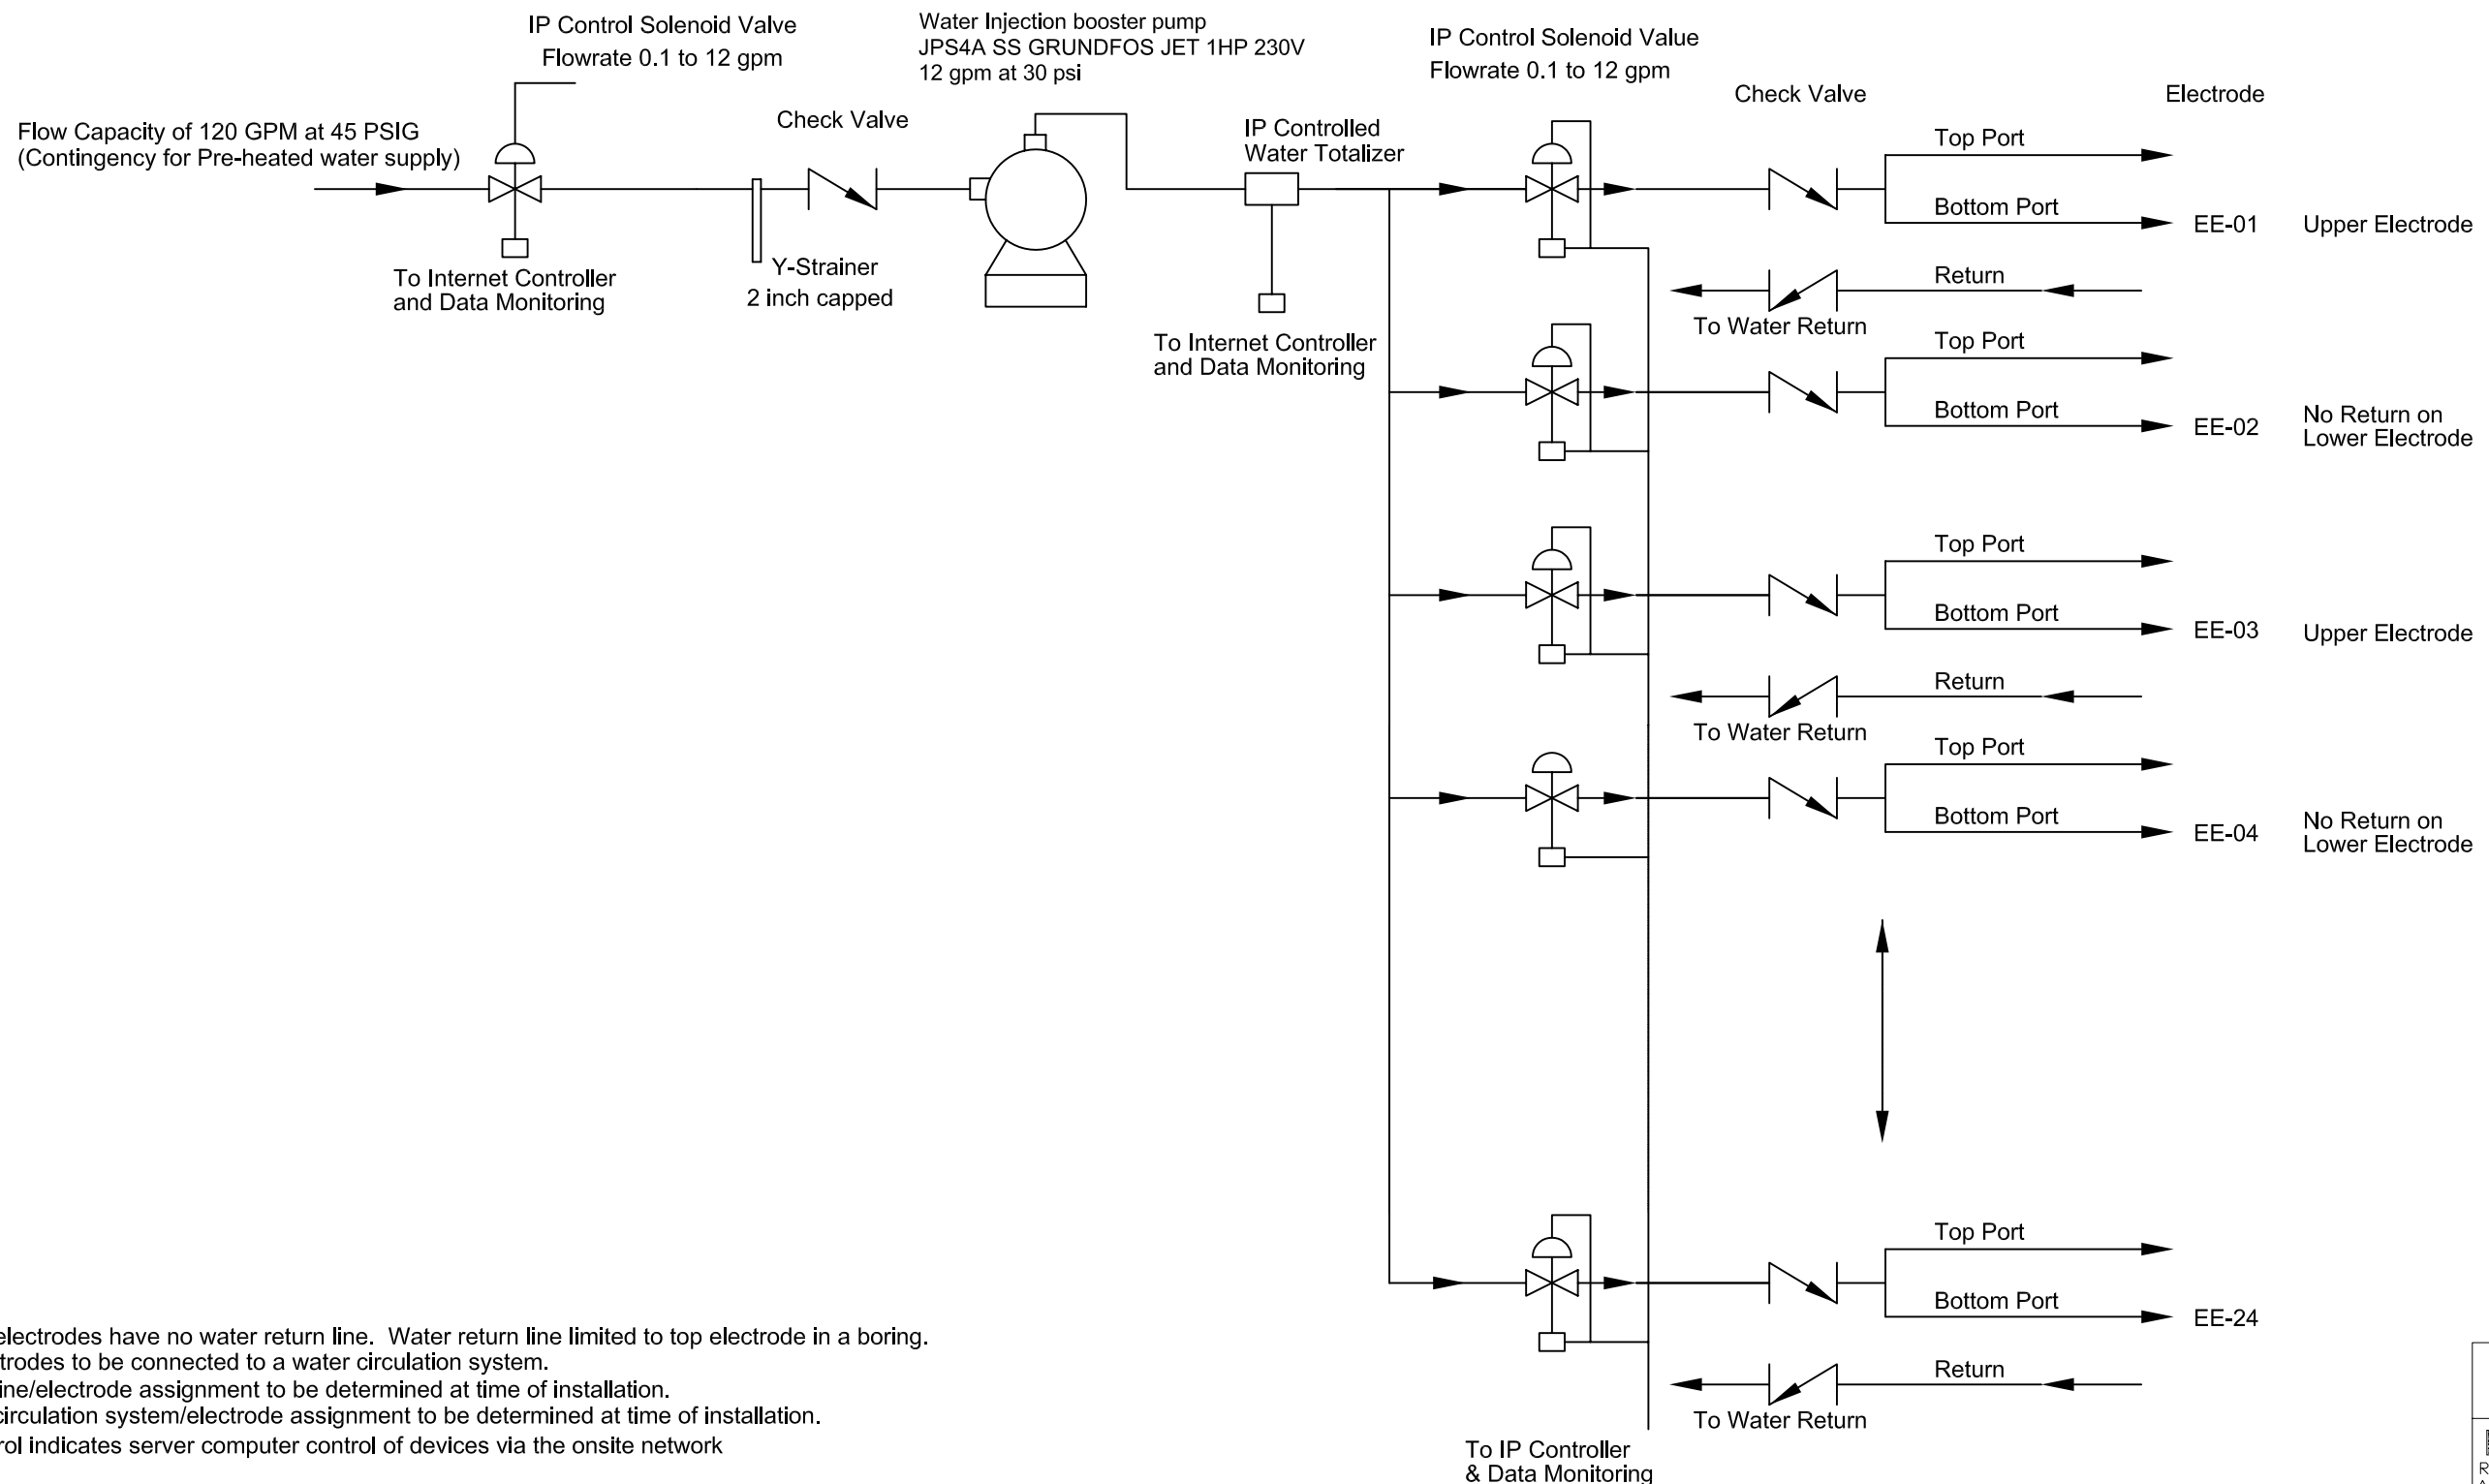 IP Control Solenoid Valve
Flowrate 0.1 to 12 gpm
Water Injection booster pump
JPS4A SS GRUNDFOS JET 1HP 230V
12 gpm at 30 psi
IP Control Solenoid Value
Flowrate 0.1 to 12 gpm
Check Valve
Electrode
Flow Capacity of 120 GPM at 45 PSIG
(Contingency for Pre-heated water supply)
Check Valve
IP Controlled
Water Totalizer
Top Port
Bottom Port
EE-01
Upper Electrode
To Internet Controller
and Data Monitoring
Y-Strainer
2 inch capped
Return
To Water Return
To Internet Controller
and Data Monitoring
Top Port
Bottom Port
EE-02
No Return on
Lower Electrode
Top Port
Bottom Port
EE-03
Upper Electrode
Return
To Water Return
Top Port
Bottom Port
EE-04
No Return on
Lower Electrode
Top Port
Bottom Port
EE-24
Return
To Water Return
electrodes have no water return line. Water return line limited to top electrode in a boring.
trodes to be connected to a water circulation system.
ine/electrode assignment to be determined at time of installation.
circulation system/electrode assignment to be determined at time of installation.
rol indicates server computer control of devices via the onsite network
To IP Controller
& Data Monitoring